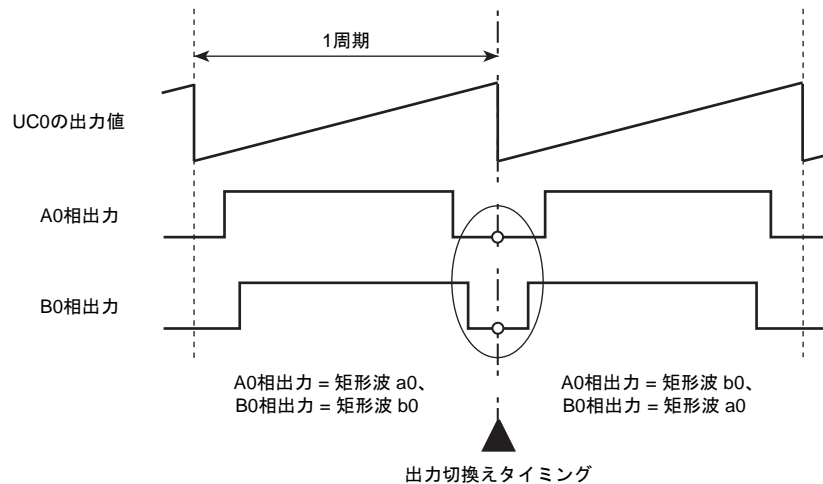 1周期
UC0の出力値
A0相出力
B0相出力
A0相出力 = 矩形波 a0、
B0相出力 = 矩形波 b0
A0相出力 = 矩形波 b0、
B0相出力 = 矩形波 a0
出力切換えタイミング